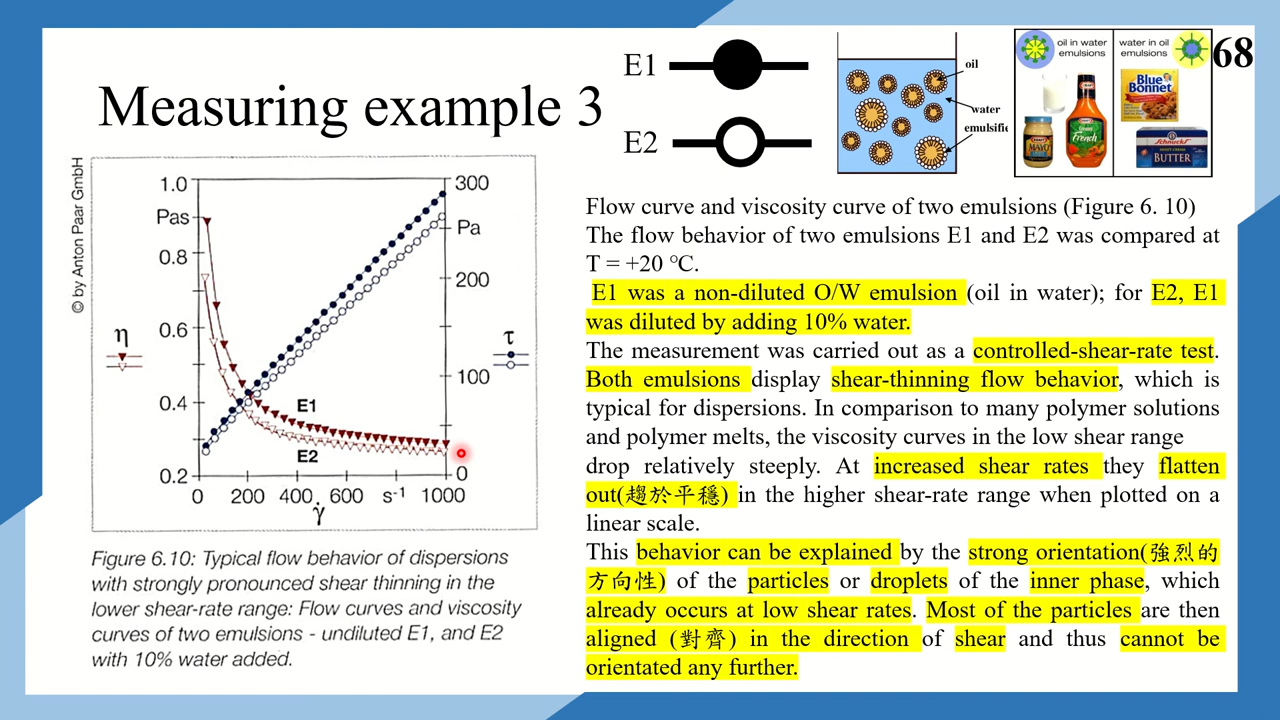 68
Measuring example 3
E1
E2
oil
water
emulsifi
oil in water
emulsions
water in oil
emulsions
KRAFT
MAYO
KRAFT
French
Blue
Bonnet
Schnucks
SWEET CREAM
BUTTER
© by Anton Paar GmbH
1.0
Pas
0.8
0.6
0.4
0.2
η
300
Pa
200
100
0
τ
E1
E2
0 200 400 600 s⁻¹ 1000
γ̇
Figure 6.10: Typical flow behavior of dispersions
with strongly pronounced shear thinning in the
lower shear-rate range: Flow curves and viscosity
curves of two emulsions - undiluted E1, and E2
with 10% water added.
Flow curve and viscosity curve of two emulsions (Figure 6. 10)
The flow behavior of two emulsions E1 and E2 was compared at
T = +20 °C.
E1 was a non-diluted O/W emulsion (oil in water); for E2, E1
was diluted by adding 10% water.
The measurement was carried out as a controlled-shear-rate test.
Both emulsions display shear-thinning flow behavior, which is
typical for dispersions. In comparison to many polymer solutions
and polymer melts, the viscosity curves in the low shear range
drop relatively steeply. At increased shear rates they flatten
out(趨於平穩) in the higher shear-rate range when plotted on a
linear scale.
This behavior can be explained by the strong orientation(強烈的
方向性) of the particles or droplets of the inner phase, which
already occurs at low shear rates. Most of the particles are then
aligned (對齊) in the direction of shear and thus cannot be
orientated any further.